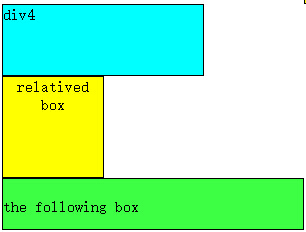 div4
relatived
box
the following box